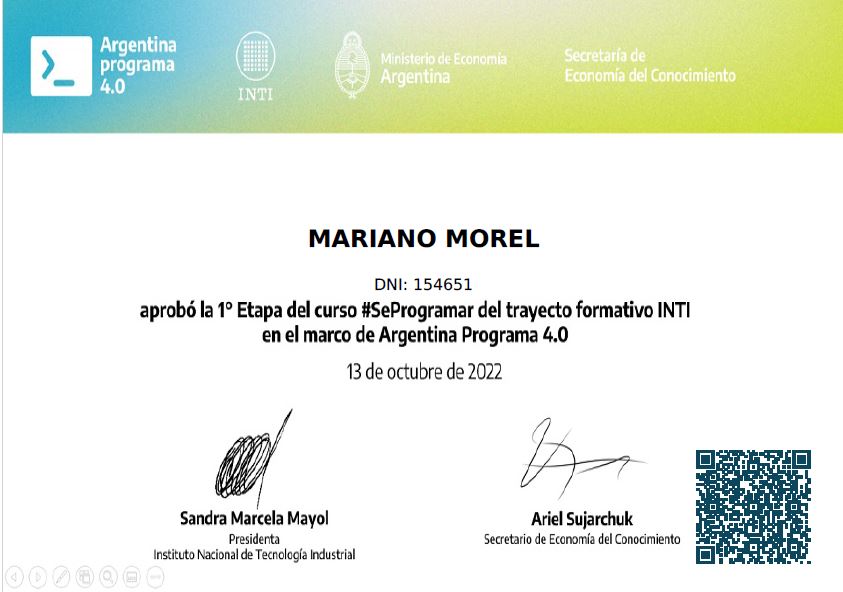 Argentina
programa
4.0
INTI
Ministerio de Economía
Argentina
Secretaría de
Economía del Conocimiento
MARIANO MOREL
DNI: 154651
aprobó la 1° Etapa del curso #SeProgramar del trayecto formativo INTI
en el marco de Argentina Programa 4.0
13 de octubre de 2022
Sandra Marcela Mayol
Presidenta
Instituto Nacional de Tecnología Industrial
Ariel Sujarchuk
Secretario de Economía del Conocimiento